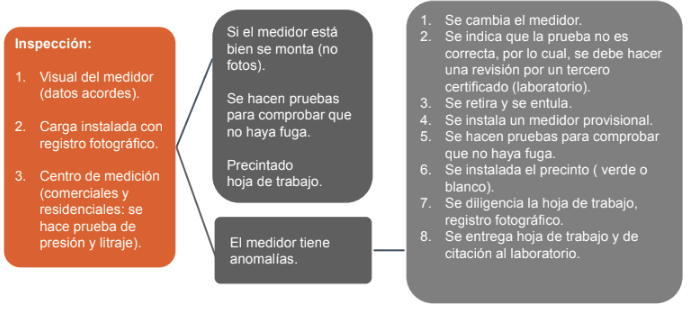 Inspección:
1. Visual del medidor
(datos acordes).
2. Carga instalada con
registro fotográfico.
3. Centro de medición
(comerciales y
residenciales: se
hace prueba de
presión y litraje).
Si el medidor está
bien se monta (no
fotos).
Se hacen pruebas
para comprobar que
no haya fuga.
Precintado
hoja de trabajo.
El medidor tiene
anomalías.
1. Se cambia el medidor.
2. Se indica que la prueba no es
correcta, por lo cual, se debe hacer
una revisión por un tercero
certificado (laboratorio).
3. Se retira y se entula.
4. Se instala un medidor provisional.
5. Se hacen pruebas para comprobar
que no haya fuga.
6. Se instalada el precinto ( verde o
blanco).
7. Se diligencia la hoja de trabajo,
registro fotográfico.
8. Se entrega hoja de trabajo y de
citación al laboratorio.